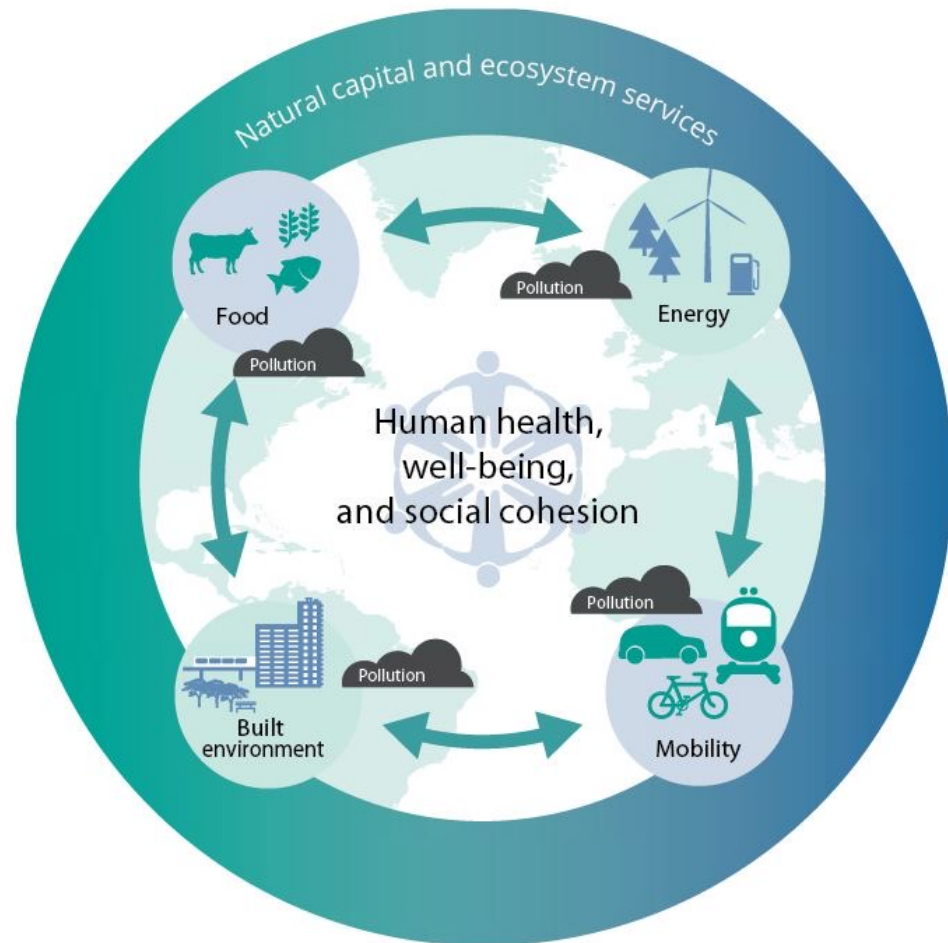 Natural capital and ecosystem services
Food
Pollution
Energy
Pollution
Human health,
well-being,
and social cohesion
Built
environment
Pollution
Mobility
Pollution